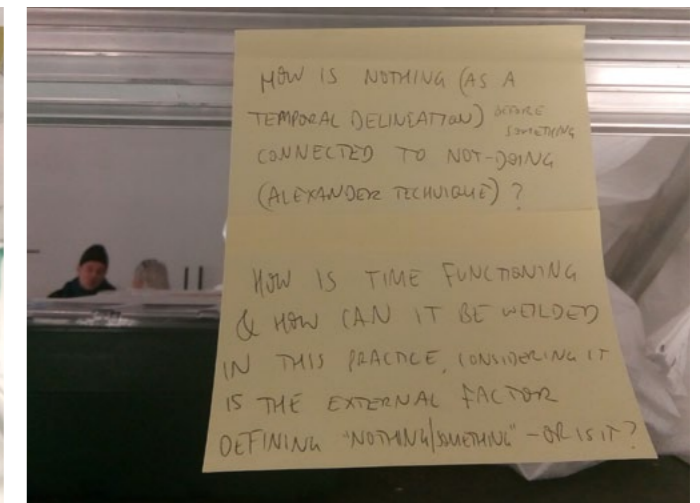 HOW IS NOTHING (AS A
TEMPORAL DELINEATION) BEFORE SOMETHING
CONNECTED TO NOT-DOING
(ALEXANDER TECHNIQUE) ?
HOW IS TIME FUNCTIONING
& HOW CAN IT BE WEILDED
IN THIS PRACTICE, CONSIDERING IT
IS THE EXTERNAL FACTOR
DEFINING "NOTHING/SOMETHING" - OR IS IT?